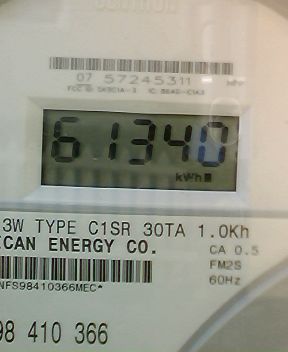 07 57245311
61340
kWh
3W TYPE C1SR 30TA 1.0Kh
ICAN ENERGY CO.
CA 0.5
FM2S
NFS98410366MEC*
60Hz
98 410 366